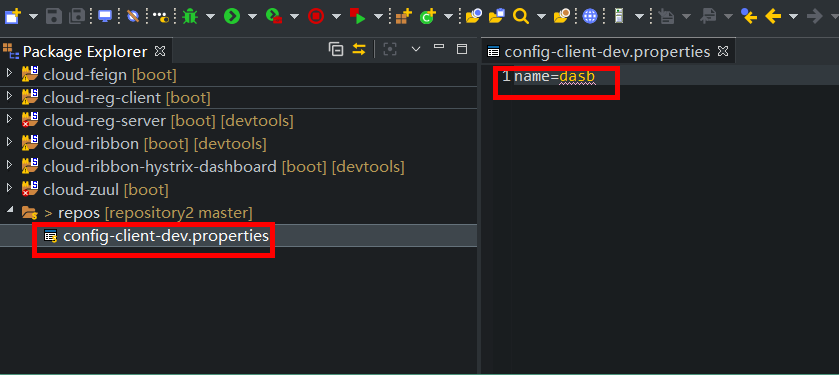 Package Explorer
cloud-feign [boot]
cloud-reg-client [boot]
cloud-reg-server [boot] [devtools]
cloud-ribbon [boot] [devtools]
cloud-ribbon-hystrix-dashboard [boot] [devtools]
cloud-zuul [boot]
> repos [repository2 master]
config-client-dev.properties
config-client-dev.properties
1 name=dasb